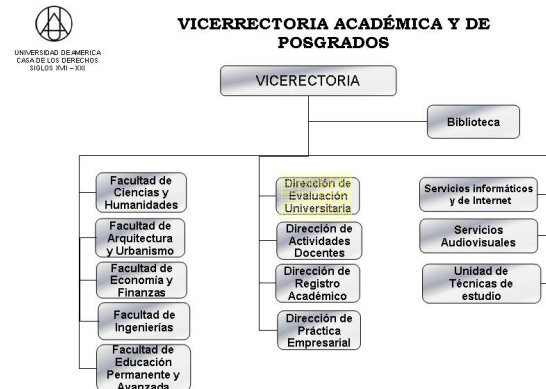 VICERRECTORIA ACADÉMICA Y DE
POSGRADOS
UNIVERSIDAD DE AMERICA
CASA DE LOS DERECHOS
SIGLOS XVII – XXI
VICERECTORIA
Biblioteca
Facultad de
Ciencias y
Humanidades
Facultad de
Arquitectura
y Urbanismo
Facultad de
Economía y
Finanzas
Facultad de
Ingenierías
Facultad de
Educación
Permanente y
Avanzada
Dirección de
Evaluación
Universitaria
Dirección de
Actividades
Docentes
Dirección de
Registro
Académico
Dirección de
Práctica
Empresarial
Servicios informáticos
y de Internet
Servicios
Audiovisuales
Unidad de
Técnicas de
estudio